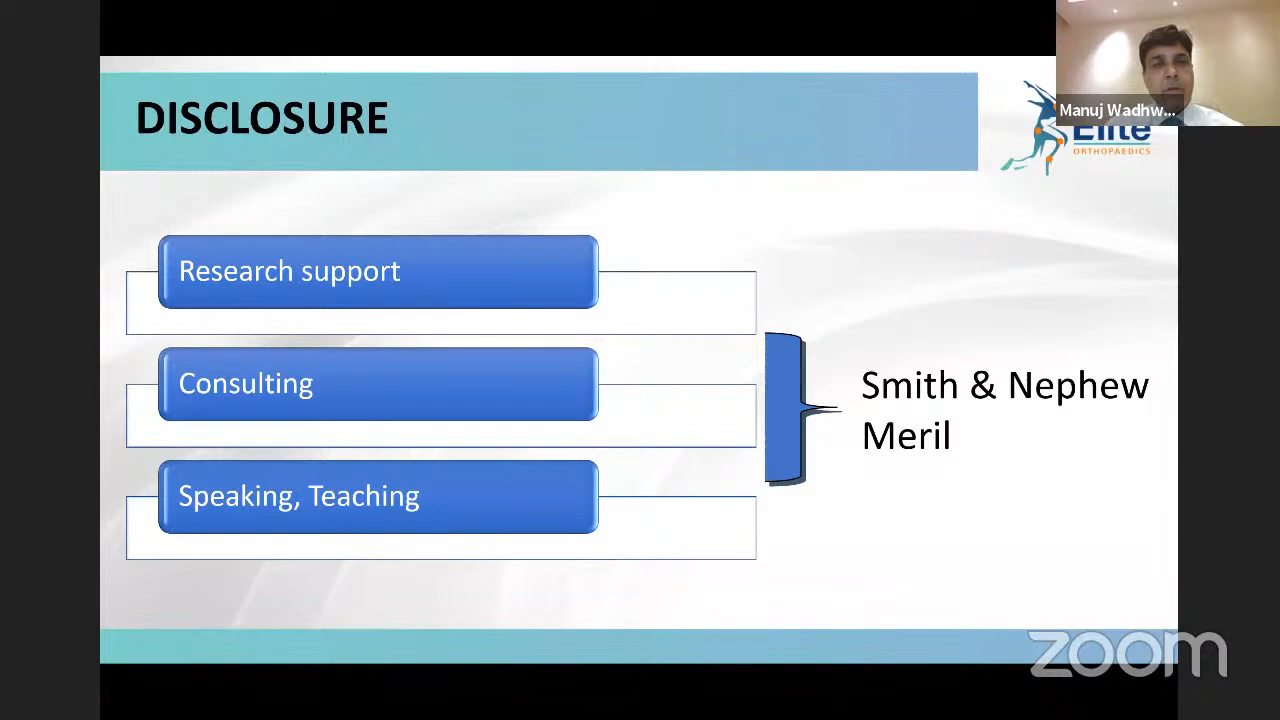 DISCLOSURE
Manuj Wadhw...
Elite
ORTHOPAEDICS
Research support
Consulting
Speaking, Teaching
Smith & Nephew
Meril
zoom